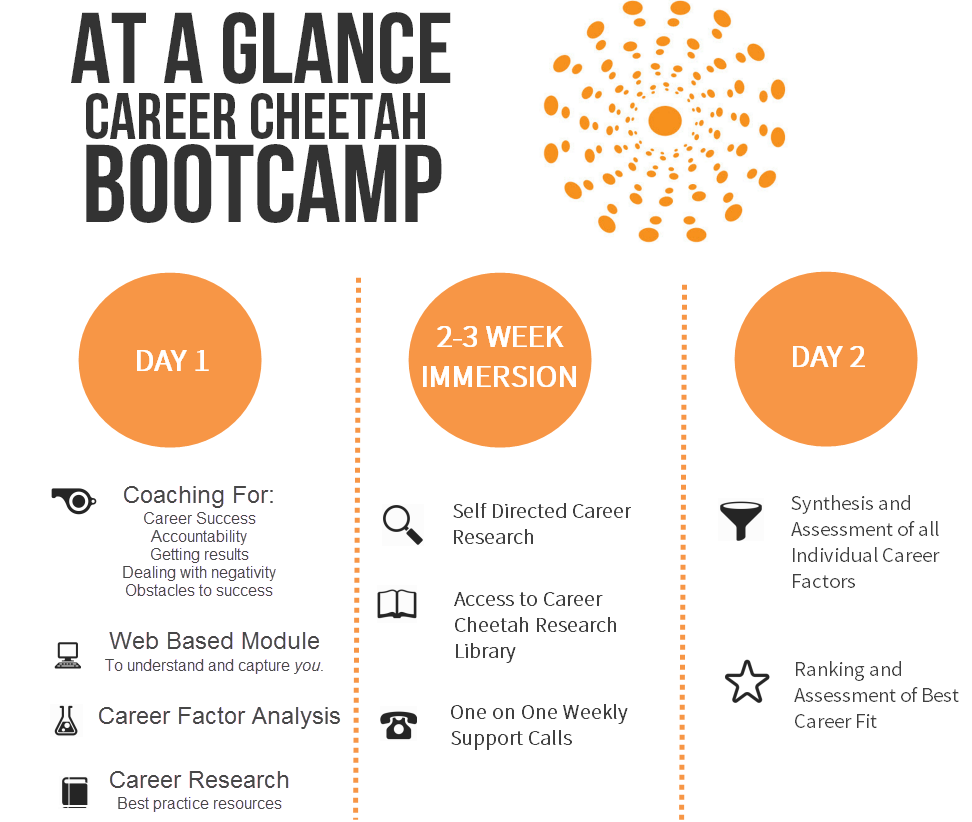 AT A GLANCE
CAREER CHEETAH
BOOTCAMP
DAY 1
Coaching For:
Career Success
Accountability
Getting results
Dealing with negativity
Obstacles to success
Web Based Module
To understand and capture you.
Career Factor Analysis
Career Research
Best practice resources
2-3 WEEK
IMMERSION
Self Directed Career
Research
Access to Career
Cheetah Research
Library
One on One Weekly
Support Calls
DAY 2
Synthesis and
Assessment of all
Individual Career
Factors
Ranking and
Assessment of Best
Career Fit